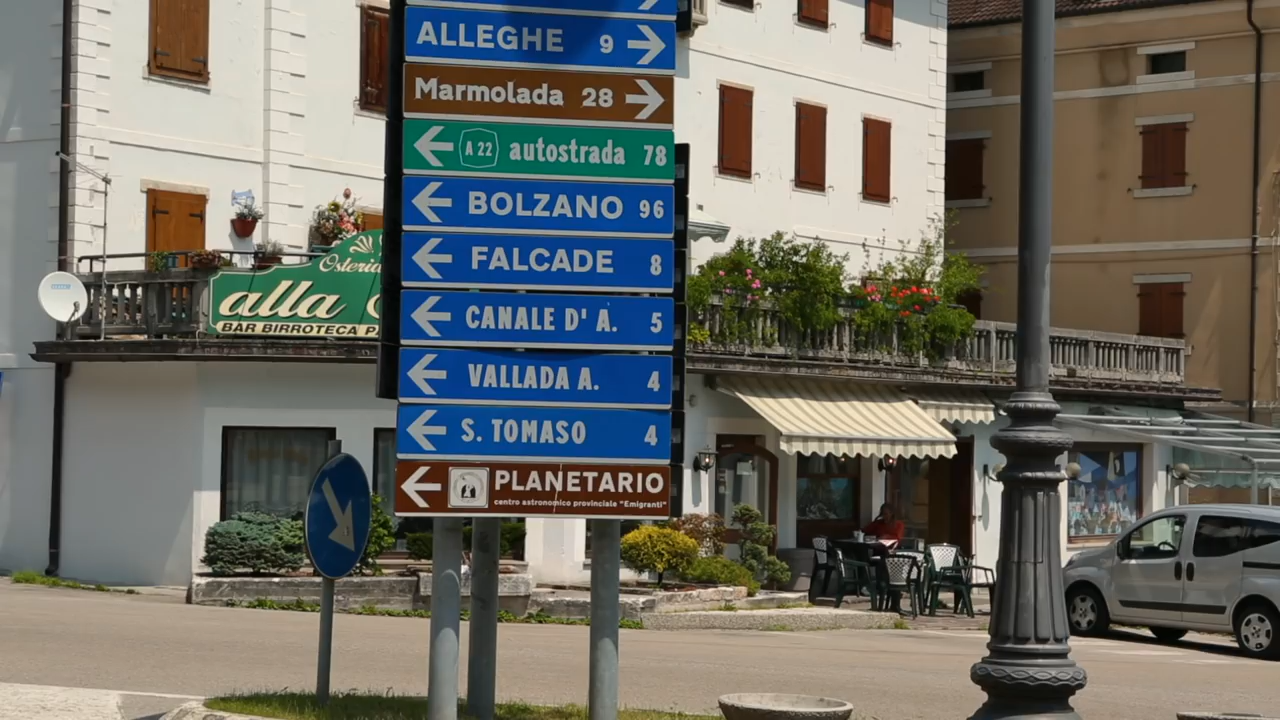 ALLEGHE 9
Marmolada 28
A 22 autostrada 78
BOLZANO 96
FALCADE 8
CANALE D' A. 5
VALLADA A. 4
S. TOMASO 4
PLANETARIO
centro astronomico provinciale "Emigranti"
Osteria
alla
BAR BIRROTECA